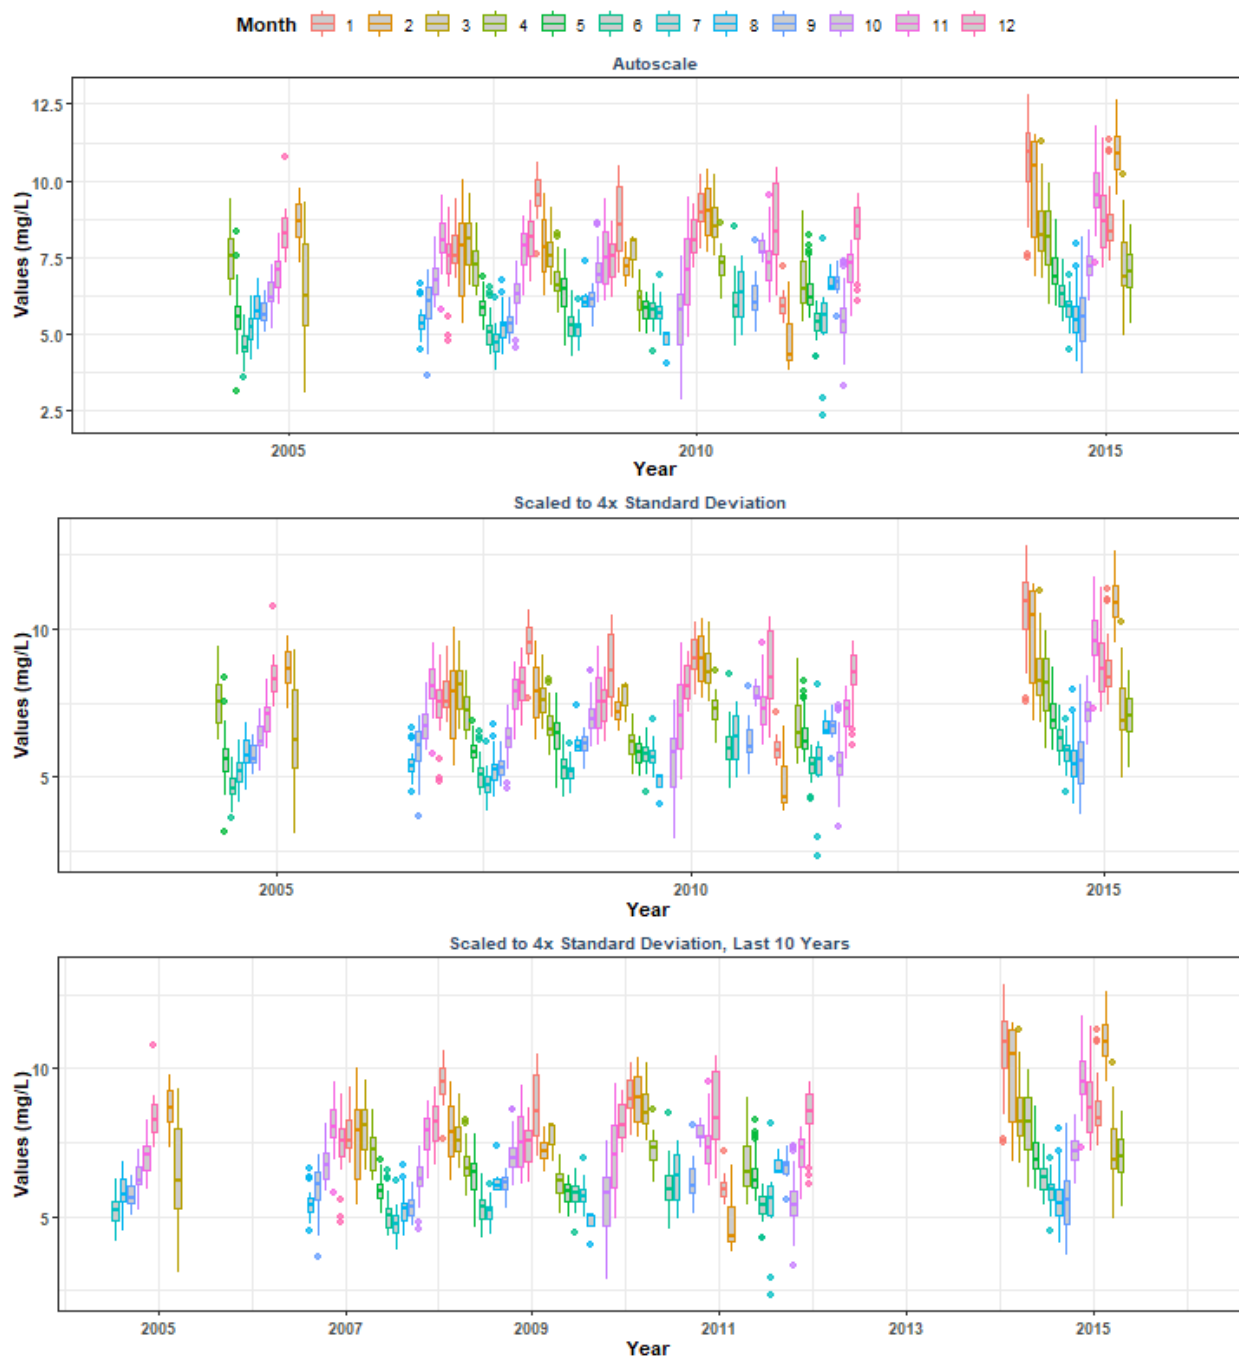 Month 1 2 3 4 5 6 7 8 9 10 11 12
Autoscale
Values (mg/L)
12.5
10.0
7.5
5.0
2.5
2005 2010 2015
Year
Scaled to 4x Standard Deviation
Values (mg/L)
10
5
2005 2010 2015
Year
Scaled to 4x Standard Deviation, Last 10 Years
Values (mg/L)
10
5
2005 2007 2009 2011 2013 2015
Year